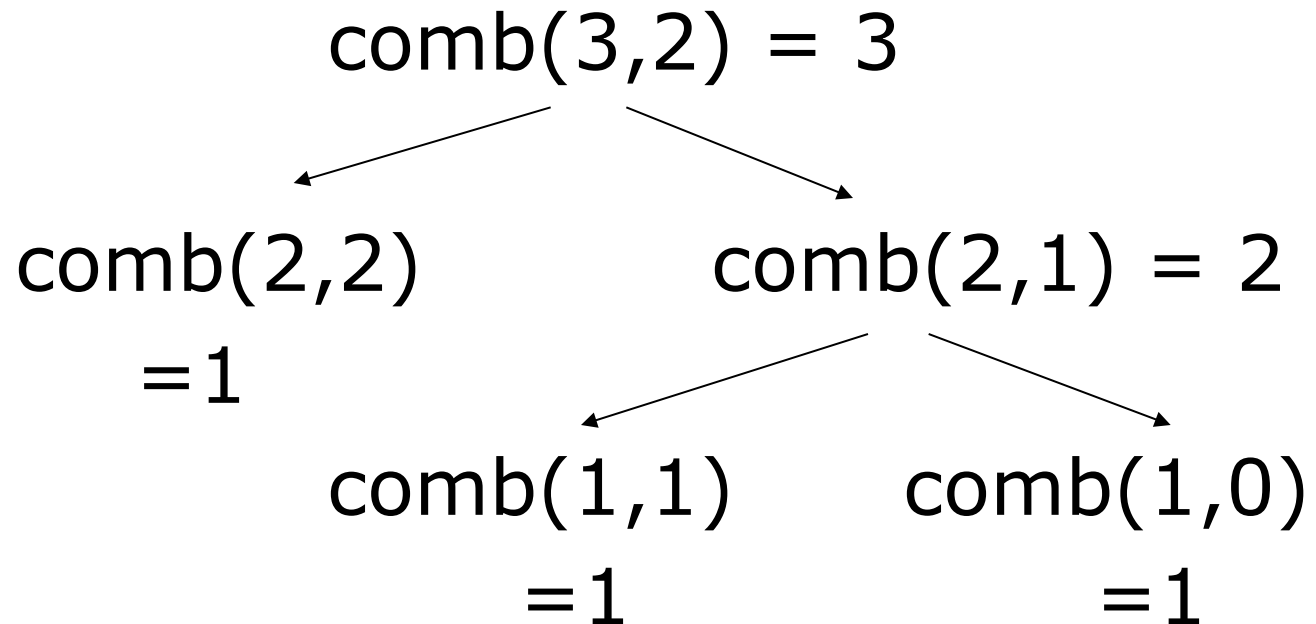 comb(3,2) = 3
comb(2,2)
=1
comb(2,1) = 2
comb(1,1)
=1
comb(1,0)
=1